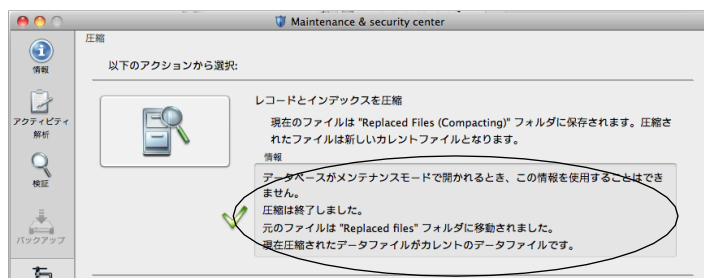 Maintenance & security center
圧縮
情報
以下のアクションから選択:
アクティビティ
解析
検証
バックアップ
レコードとインデックスを圧縮
現在のファイルは "Replaced Files (Compacting)" フォルダに保存されます。圧縮さ
れたファイルは新しいカレントファイルとなります。
情報
データベースがメンテナンスモードで開かれるとき、この情報を使用することはでき
ません。
圧縮は終了しました。
元のファイルは "Replaced files" フォルダに移動されました。
現在圧縮されたデータファイルがカレントのデータファイルです。